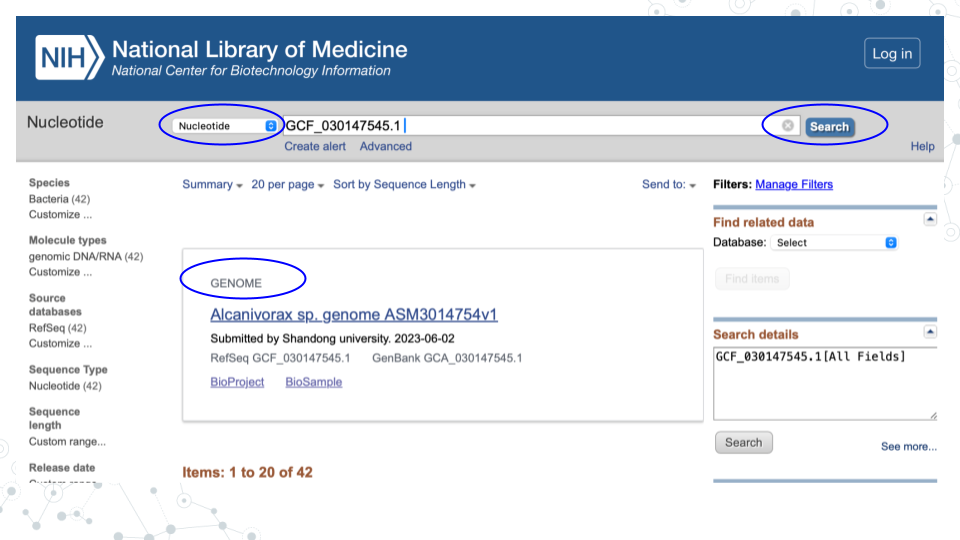 NIH
National Library of Medicine
National Center for Biotechnology Information
Log in
Nucleotide
Nucleotide
GCF_030147545.1
Search
Create alert Advanced
Help
Species
Bacteria (42)
Customize ...
Molecule types
genomic DNA/RNA (42)
Customize ...
Source
databases
RefSeq (42)
Customize ...
Sequence Type
Nucleotide (42)
Sequence
length
Custom range...
Release date
Summary 20 per page Sort by Sequence Length Send to:
GENOME
Alcanivorax sp. genome ASM3014754v1
Submitted by Shandong university. 2023-06-02
RefSeq GCF_030147545.1 GenBank GCA_030147545.1
BioProject BioSample
Items: 1 to 20 of 42
Filters: Manage Filters
Find related data
Database: Select
Find items
Search details
GCF_030147545.1[All Fields]
Search
See more...